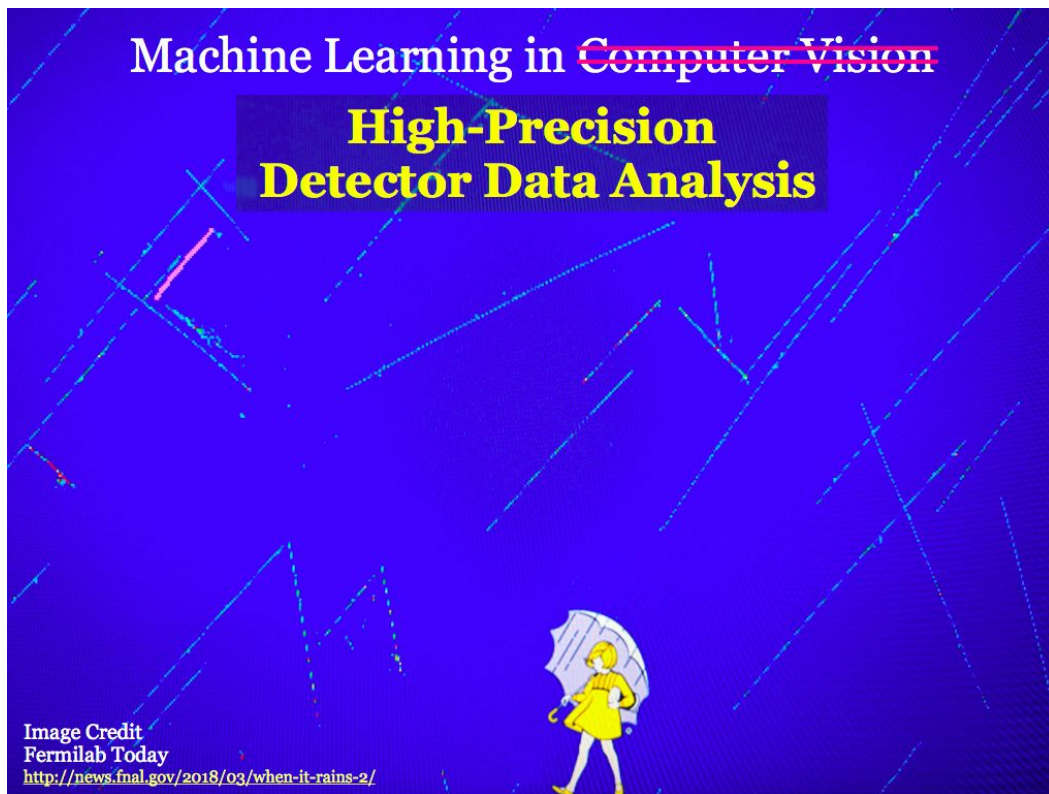 Machine Learning in Computer Vision
High-Precision
Detector Data Analysis
Image Credit
Fermilab Today
http://news.fnal.gov/2018/03/when-it-rains-2/